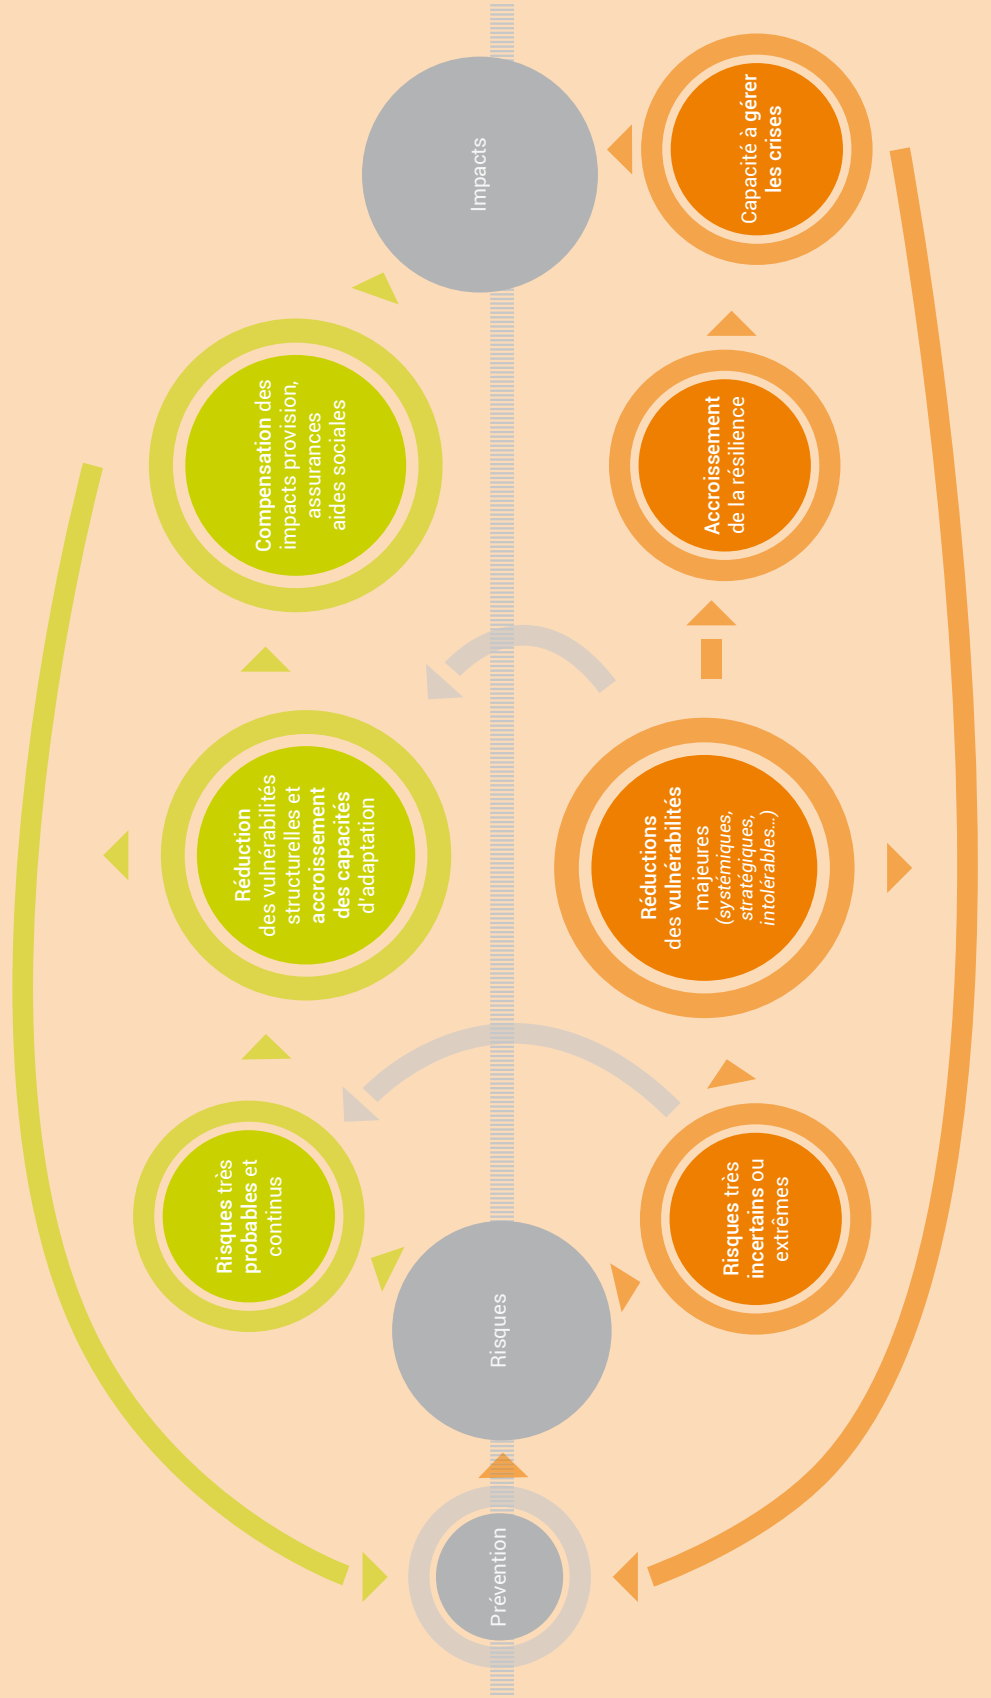 Prévention
Risques
Risques très
probables et
continus
Réduction
des vulnérabilités
structurelles et
accroissement
des capacités
d'adaptation
Compensation des
impacts provision,
assurances
aides sociales
Impacts
Risques très
incertains ou
extrêmes
Réductions
des vulnérabilités
majeures
(systémiques,
stratégiques,
intolérables...)
Accroissement
de la résilience
Capacité à gérer
les crises